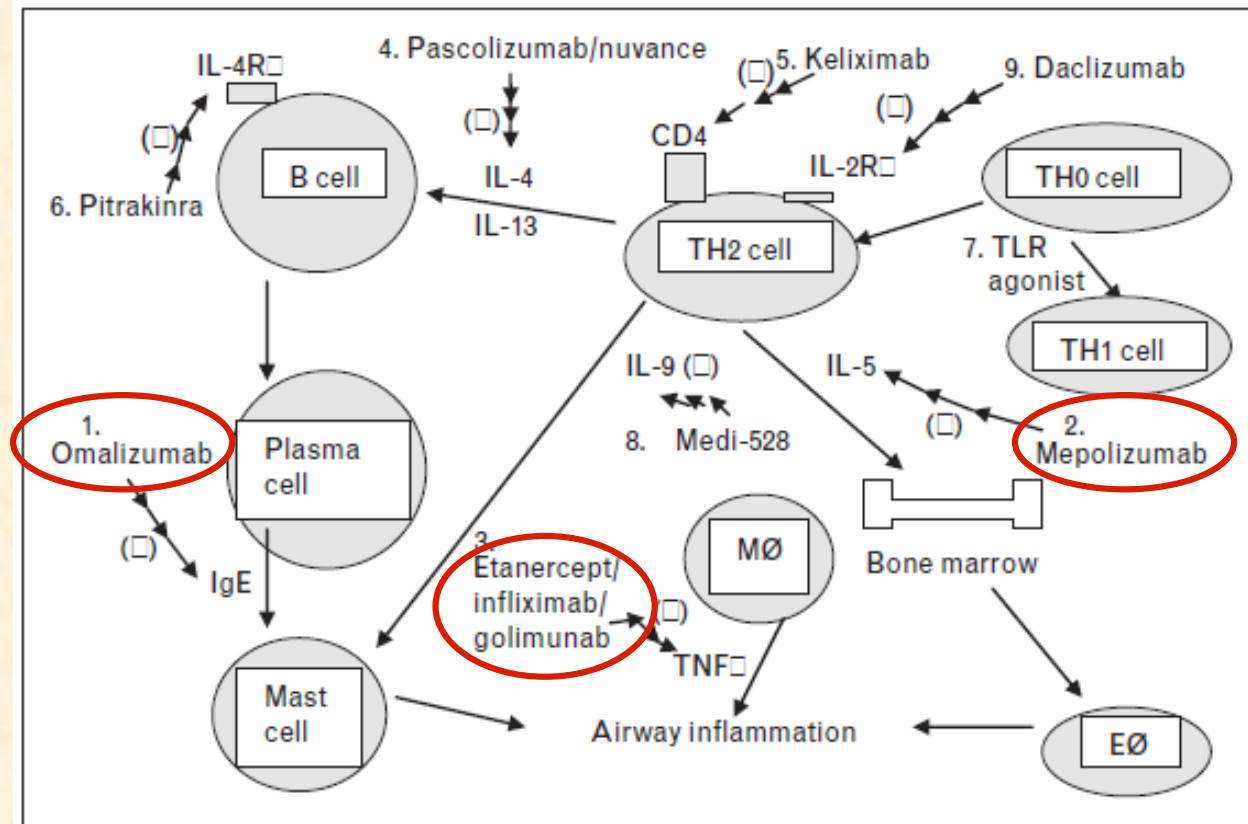 4. Pascolizumab/nuvance
(□)
IL-4
IL-13
5. Keliximab
(□)
CD4
9. Daclizumab
(□)
IL-2R□
IL-4R□
(□)
6. Pitrakinra
B cell
TH2 cell
TH0 cell
7. TLR
agonist
TH1 cell
IL-9 (□)
8. Medi-528
IL-5
(□)
2.
Mepolizumab
1.
Omalizumab
(□)
IgE
Plasma
cell
3.
Etanercept/
infliximab/
golimunab
(□)
TNF□
MØ
Bone marrow
Mast
cell
Airway inflammation
EØ